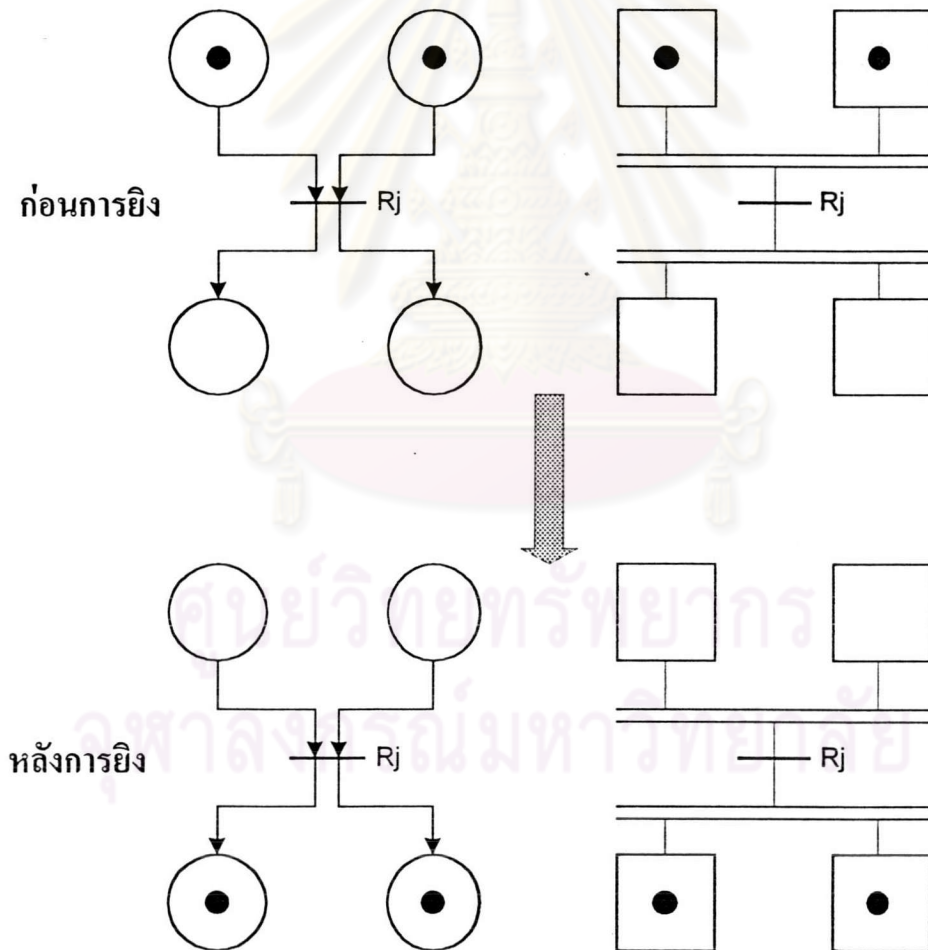 ก่อนการยิง
Rj
Rj
ศูนย์วิทยทรัพยากร
จุฬาลงกรณ์มหาวิทยาลัย
หลังการยิง
Rj
Rj